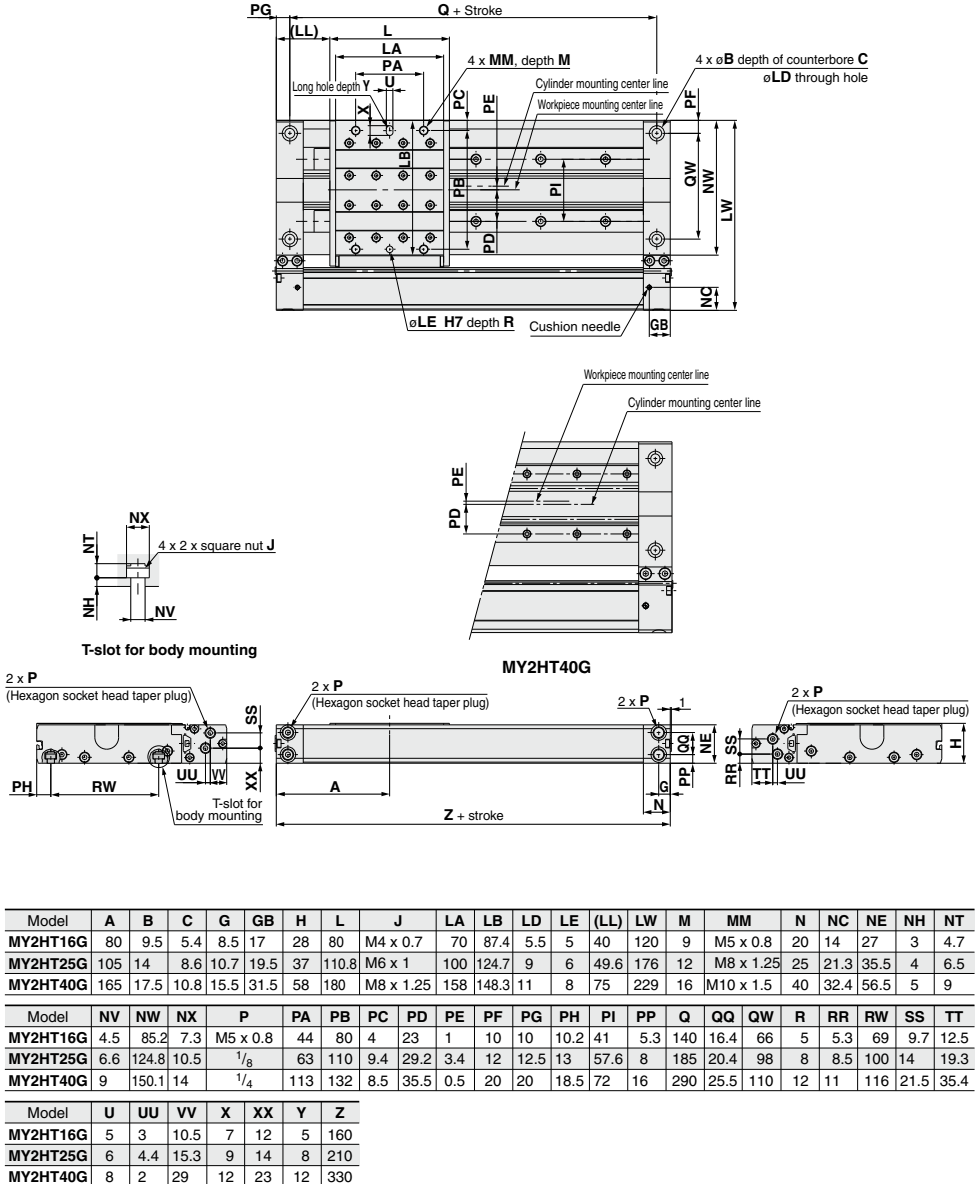 PG
Q + Stroke
(LL)
L
LA
PA
U
4 x MM, depth M
4 x øB depth of counterbore C
øLD through hole
Long hole depth Y
Cylinder mounting center line
Workpiece mounting center line
X
PC
PE
PF
LB
PB
PI
QW
NW
LW
PD
NC
GB
øLE H7 depth R
Cushion needle
Workpiece mounting center line
Cylinder mounting center line
PE
PD
NX
NT
4 x 2 x square nut J
NH
NV
T-slot for body mounting
MY2HT40G
2 x P
(Hexagon socket head taper plug)
SS
UU
VV
XX
PH
RW
T-slot for
body mounting
2 x P
(Hexagon socket head taper plug)
2 x P
1
QQ
NE
PP
G
N
A
Z + stroke
2 x P
(Hexagon socket head taper plug)
SS
RR
TT
UU
H
Model A B C G GB H L J LA LB LD LE (LL) LW M MM N NC NE NH NT
MY2HT16G 80 9.5 5.4 8.5 17 28 80 M4 x 0.7 70 87.4 5.5 5 40 120 9 M5 x 0.8 20 14 27 3 4.7
MY2HT25G 105 14 8.6 10.7 19.5 37 110.8 M6 x 1 100 124.7 9 6 49.6 176 12 M8 x 1.25 25 21.3 35.5 4 6.5
MY2HT40G 165 17.5 10.8 15.5 31.5 58 180 M8 x 1.25 158 148.3 11 8 75 229 16 M10 x 1.5 40 32.4 56.5 5 9
Model NV NW NX P PA PB PC PD PE PF PG PH PI PP Q QQ QW R RR RW SS TT
MY2HT16G 4.5 85.2 7.3 M5 x 0.8 44 80 4 23 1 10 10 10.2 41 5.3 140 16.4 66 5 5.3 69 9.7 12.5
MY2HT25G 6.6 124.8 10.5 1/8 63 110 9.4 29.2 3.4 12 12.5 13 57.6 8 185 20.4 98 8 8.5 100 14 19.3
MY2HT40G 9 150.1 14 1/4 113 132 8.5 35.5 0.5 20 20 18.5 72 16 290 25.5 110 12 11 116 21.5 35.4
Model U UU VV X XX Y Z
MY2HT16G 5 3 10.5 7 12 5 160
MY2HT25G 6 4.4 15.3 9 14 8 210
MY2HT40G 8 2 29 12 23 12 330